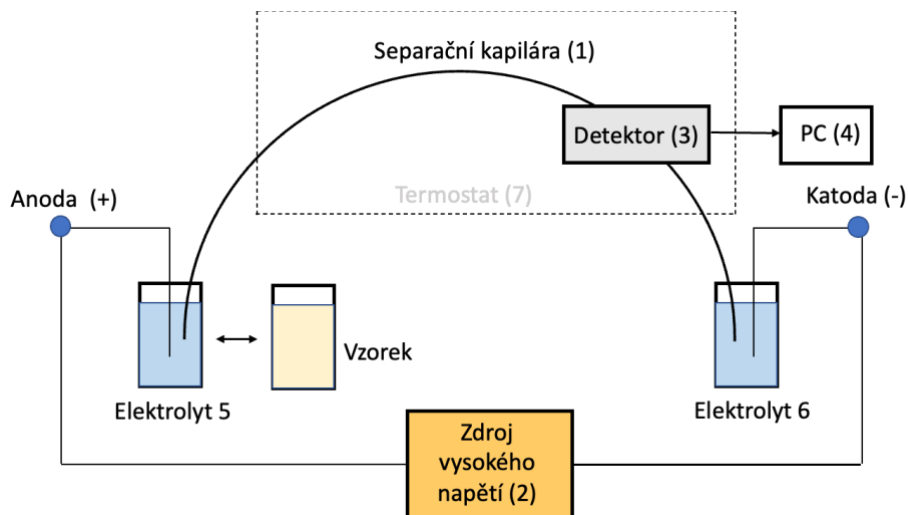 Separační kapilára (1)
Detektor (3)
PC (4)
Termostat (7)
Anoda (+)
Katoda (-)
Vzorek
Elektrolyt 5
Elektrolyt 6
Zdroj
vysokého
napětí (2)